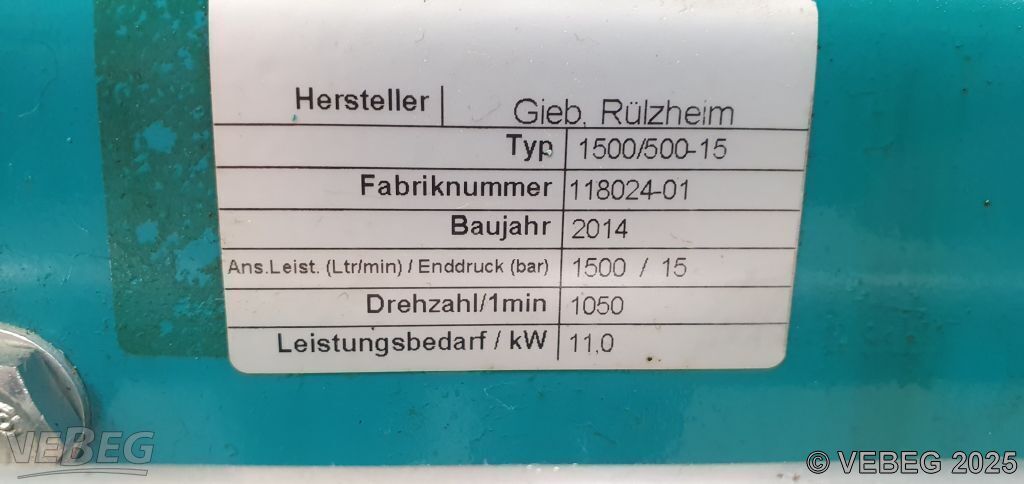 Hersteller Gieb, Rülzheim
Typ 1500/500-15
Fabriknummer 118024-01
Baujahr 2014
Ans.Leist. (Ltr/min) / Enddruck (bar) 1500 / 15
Drehzahl/1min 1050
Leistungsbedarf / kW 11,0
VEBEG
© VEBEG 2025